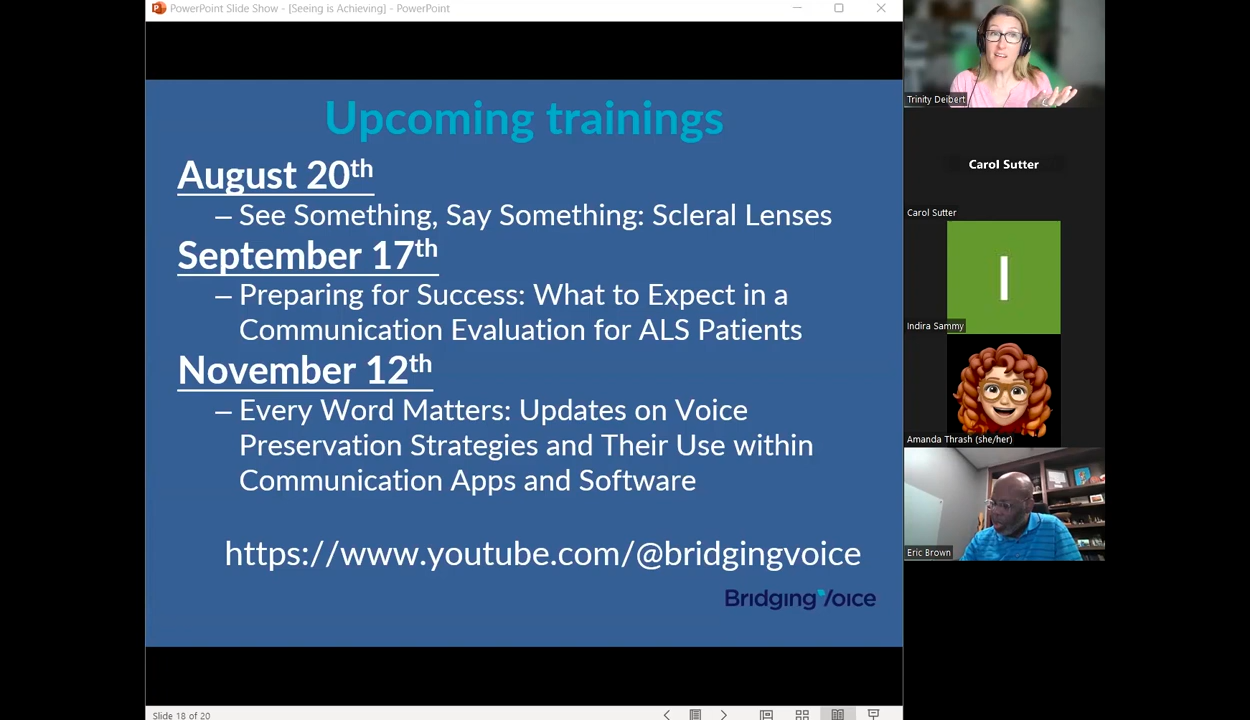 PowerPoint Slide Show - [Seeing is Achieving] - PowerPoint
Upcoming trainings
August 20th
– See Something, Say Something: Scleral Lenses
September 17th
– Preparing for Success: What to Expect in a
Communication Evaluation for ALS Patients
November 12th
– Every Word Matters: Updates on Voice
Preservation Strategies and Their Use within
Communication Apps and Software
https://www.youtube.com/@bridgingvoice
Bridging Voice
Slide 18 of 20
Trinity Deibert
Carol Sutter
Carol Sutter
I
Indira Sammy
Amanda Thrash (she/her)
Eric Brown